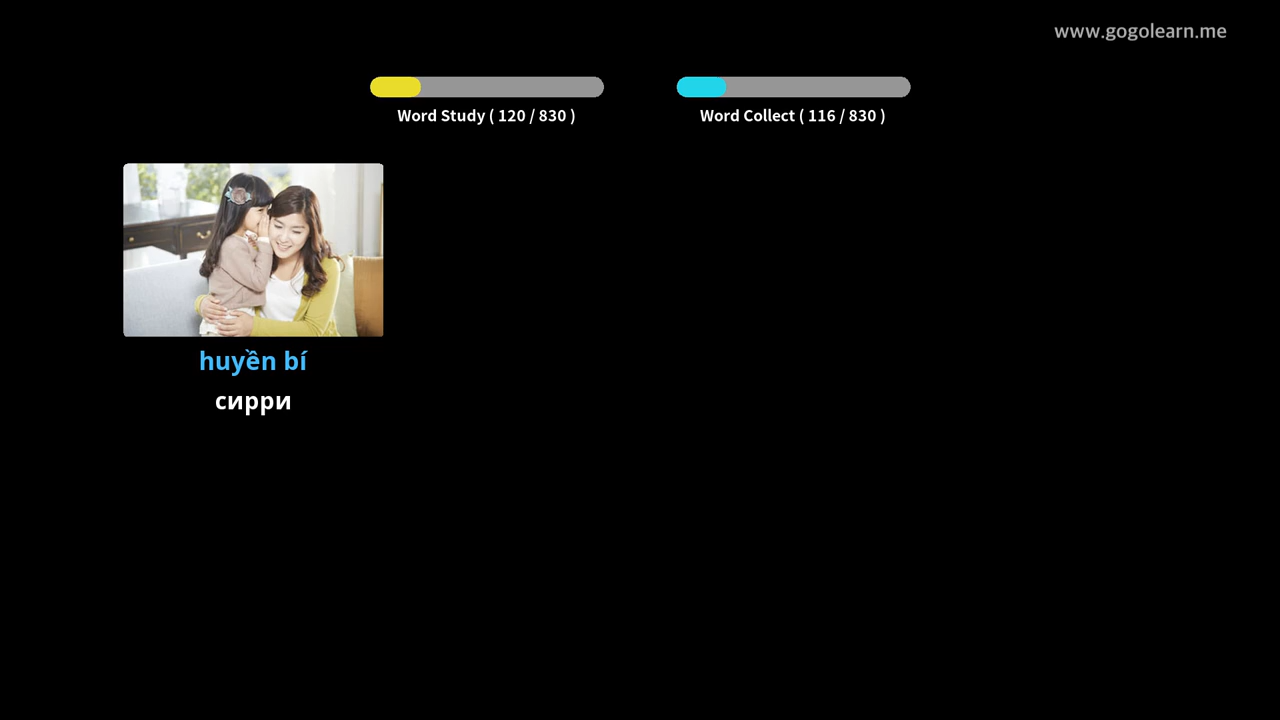 www.gogolearn.me
Word Study ( 120 / 830 )
Word Collect ( 116 / 830 )
huyền bí
сирри